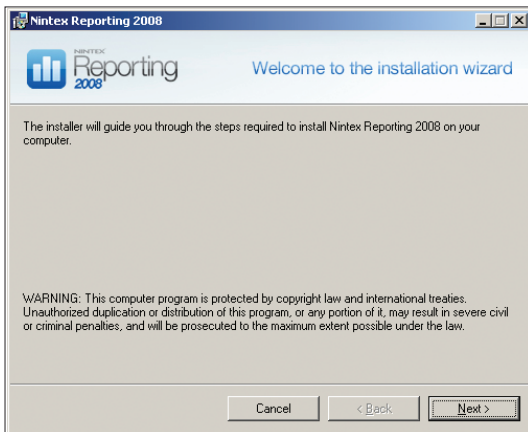 Nintex Reporting 2008
NINTEX
Reporting
2008
Welcome to the installation wizard
The installer will guide you through the steps required to install Nintex Reporting 2008 on your
computer.
WARNING: This computer program is protected by copyright law and international treaties.
Unauthorized duplication or distribution of this program, or any portion of it, may result in severe civil
or criminal penalties, and will be prosecuted to the maximum extent possible under the law.
Cancel
< Back
Next >